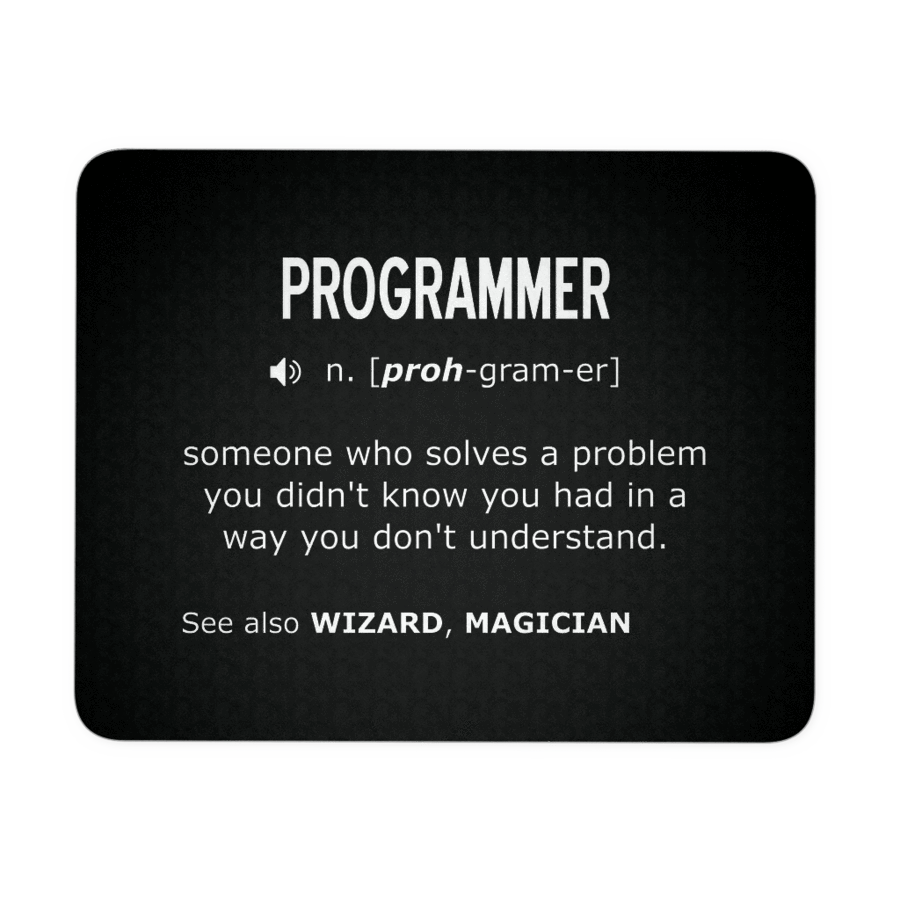 PROGRAMMER
n. [proh-gram-er]
someone who solves a problem
you didn't know you had in a
way you don't understand.
See also WIZARD, MAGICIAN